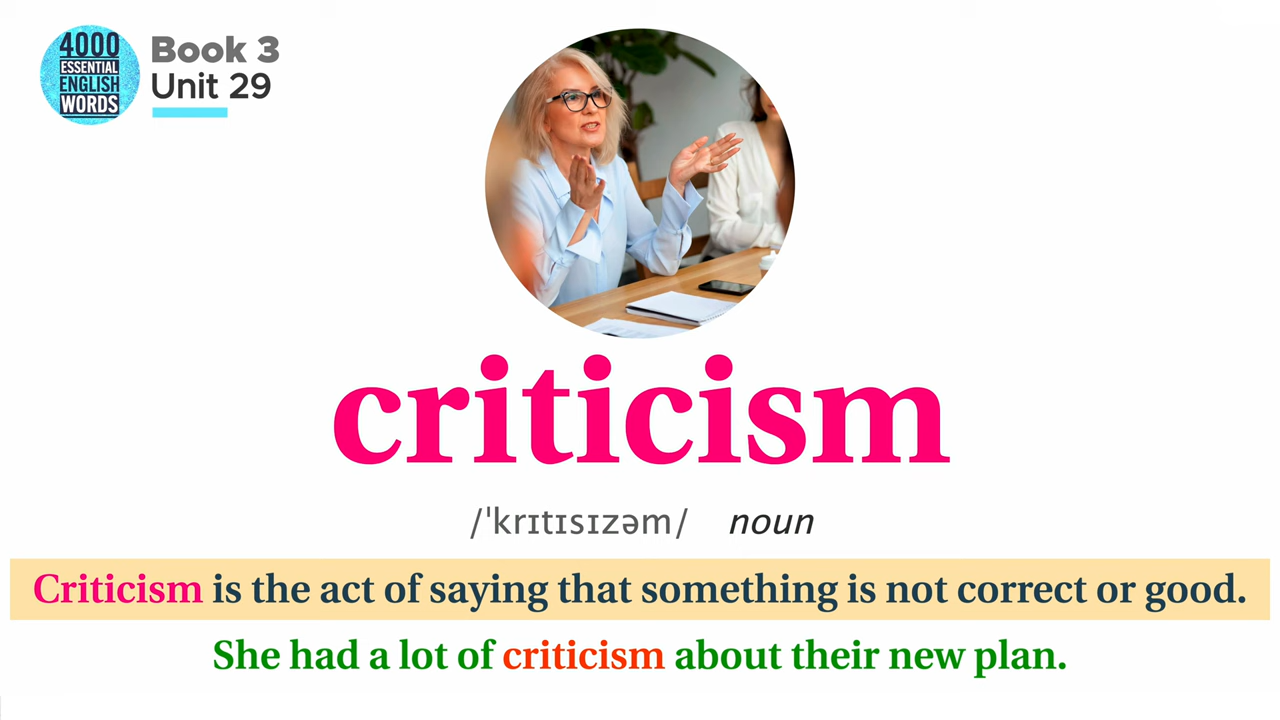 4000
ESSENTIAL
ENGLISH
WORDS
Book 3
Unit 29
criticism
/ˈkrɪtɪsɪzəm/ noun
Criticism is the act of saying that something is not correct or good.
She had a lot of criticism about their new plan.